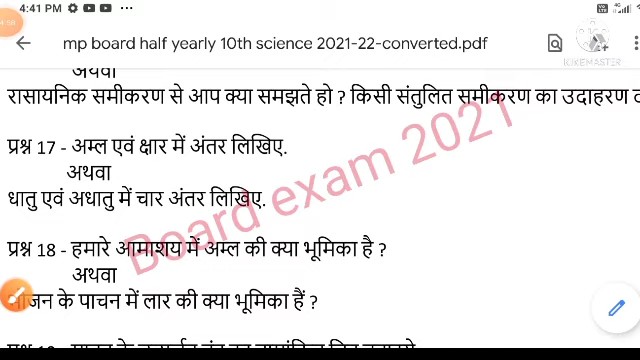 4:41 PM
4:58
mp board half yearly 10th science 2021-22-converted.pdf
KINEMASTER
अथवा
रासायनिक समीकरण से आप क्या समझते हो ? किसी संतुलित समीकरण का उदाहरण
प्रश्न 17 - अम्ल एवं क्षार में अंतर लिखिए.
अथवा
धातु एवं अधातु में चार अंतर लिखिए.
Board exam 2021
प्रश्न 18 - हमारे आमाशय में अम्ल की क्या भूमिका है ?
अथवा
के पाचन में लार की क्या भूमिका हैं ?